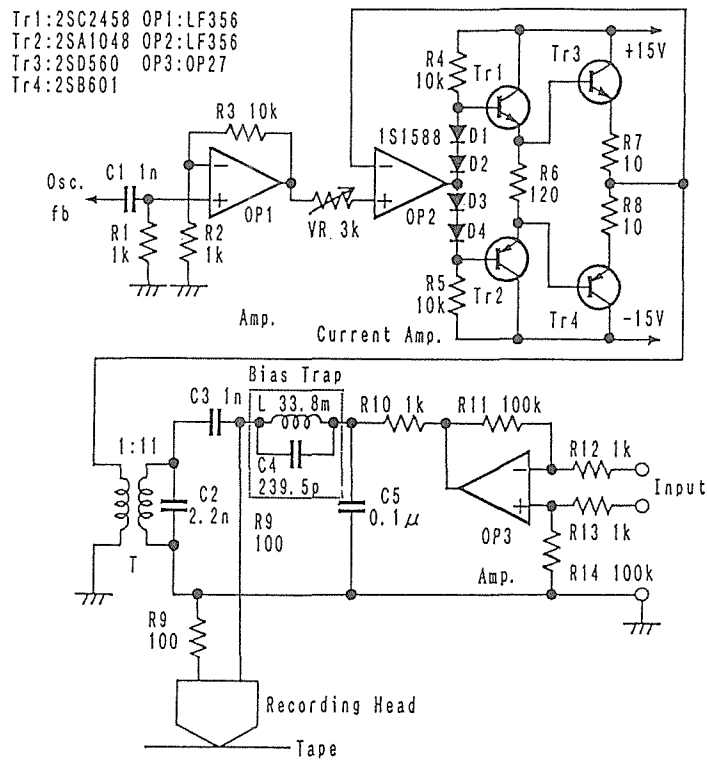 Tr1:2SC2458 OP1:LF356
Tr2:2SA1048 OP2:LF356
Tr3:2SD560 OP3:OP27
Tr4:2SB601
R4
10k
Tr1
Tr3
+15V
R3 10k
1S1588
D1
D2
D3
D4
R6
120
R7
10
R8
10
C1 1n
Osc.
fb
−
+
OP1
−
+
OP2
VR 3k
R1
1k
R2
1k
R5
10k
Tr2
Tr4
-15V
Amp.
Current Amp.
Bias Trap
C3 1n
L 33.8m
R10 1k
R11 100k
1:11
C4
239.5p
R12 1k
−
+
Input
C2
2.2n
C5
0.1μ
R13 1k
OP3
R9
100
T
Amp.
R14 100k
R9
100
Recording Head
Tape